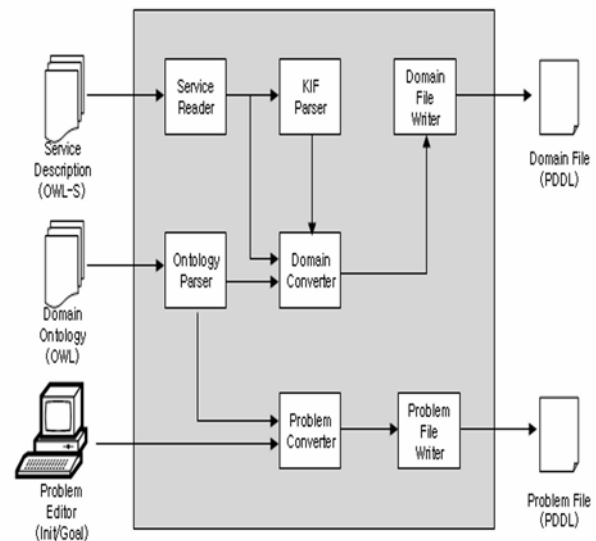 Service
Reader
KIF
Parser
Domain
File
Writer
Service
Description
(OWL-S)
Domain File
(PDDL)
Ontology
Parser
Domain
Converter
Domain
Ontology
(OWL)
Problem
Converter
Problem
File
Writer
Problem
Editor
(Init/Goal)
Problem File
(PDDL)